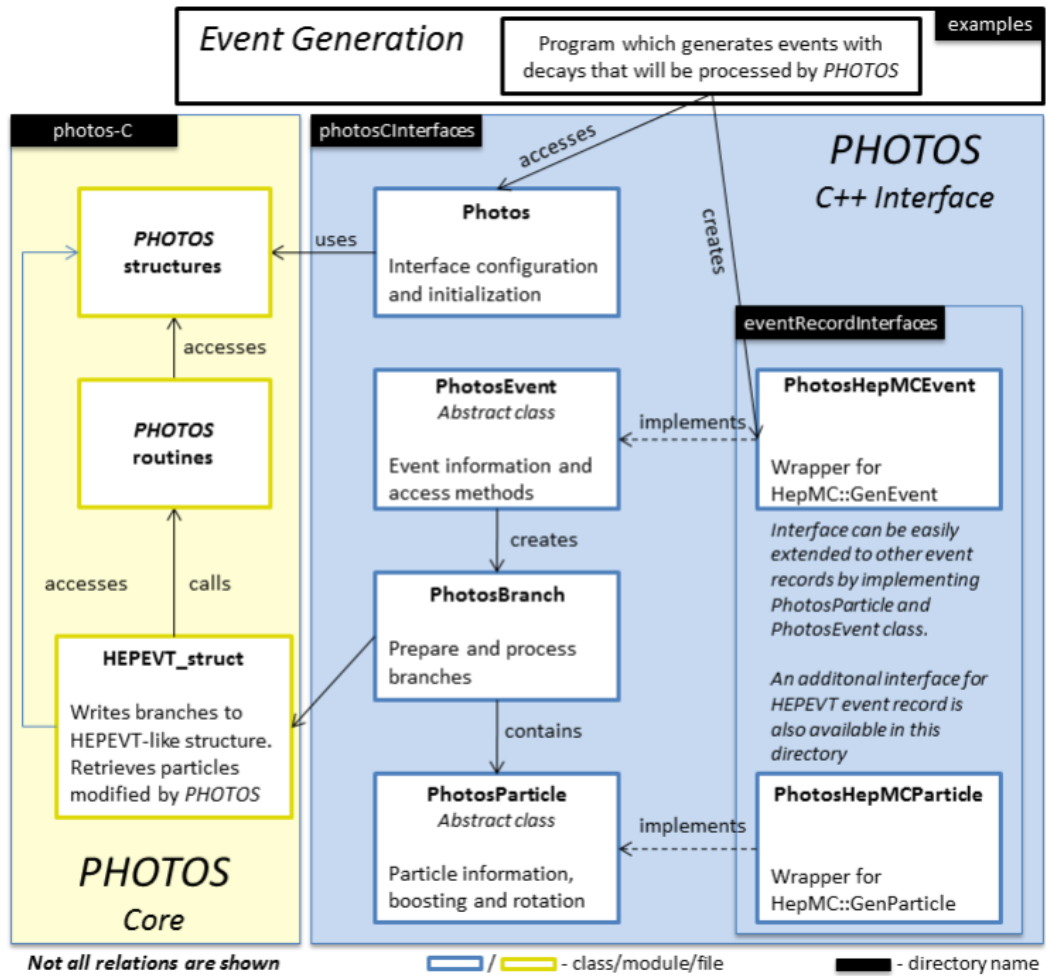 Event Generation
examples
Program which generates events with
decays that will be processed by PHOTOS
photos-C
photosCInterfaces
accesses
PHOTOS
C++ Interface
creates
PHOTOS
structures
uses
Photos
Interface configuration
and initialization
eventRecordInterfaces
accesses
PHOTOS
routines
PhotosEvent
Abstract class
Event information and
access methods
implements
PhotosHepMCEvent
Wrapper for
HepMC::GenEvent
Interface can be easily
extended to other event
records by implementing
PhotosParticle and
PhotosEvent class.
An additonal interface for
HEPEVT event record is
also available in this
directory
creates
accesses
calls
PhotosBranch
Prepare and process
branches
HEPEVT_struct
Writes branches to
HEPEVT-like structure.
Retrieves particles
modified by PHOTOS
contains
PhotosParticle
Abstract class
Particle information,
boosting and rotation
implements
PhotosHepMCParticle
Wrapper for
HepMC::GenParticle
PHOTOS
Core
Not all relations are shown
/ - class/module/file
- directory name